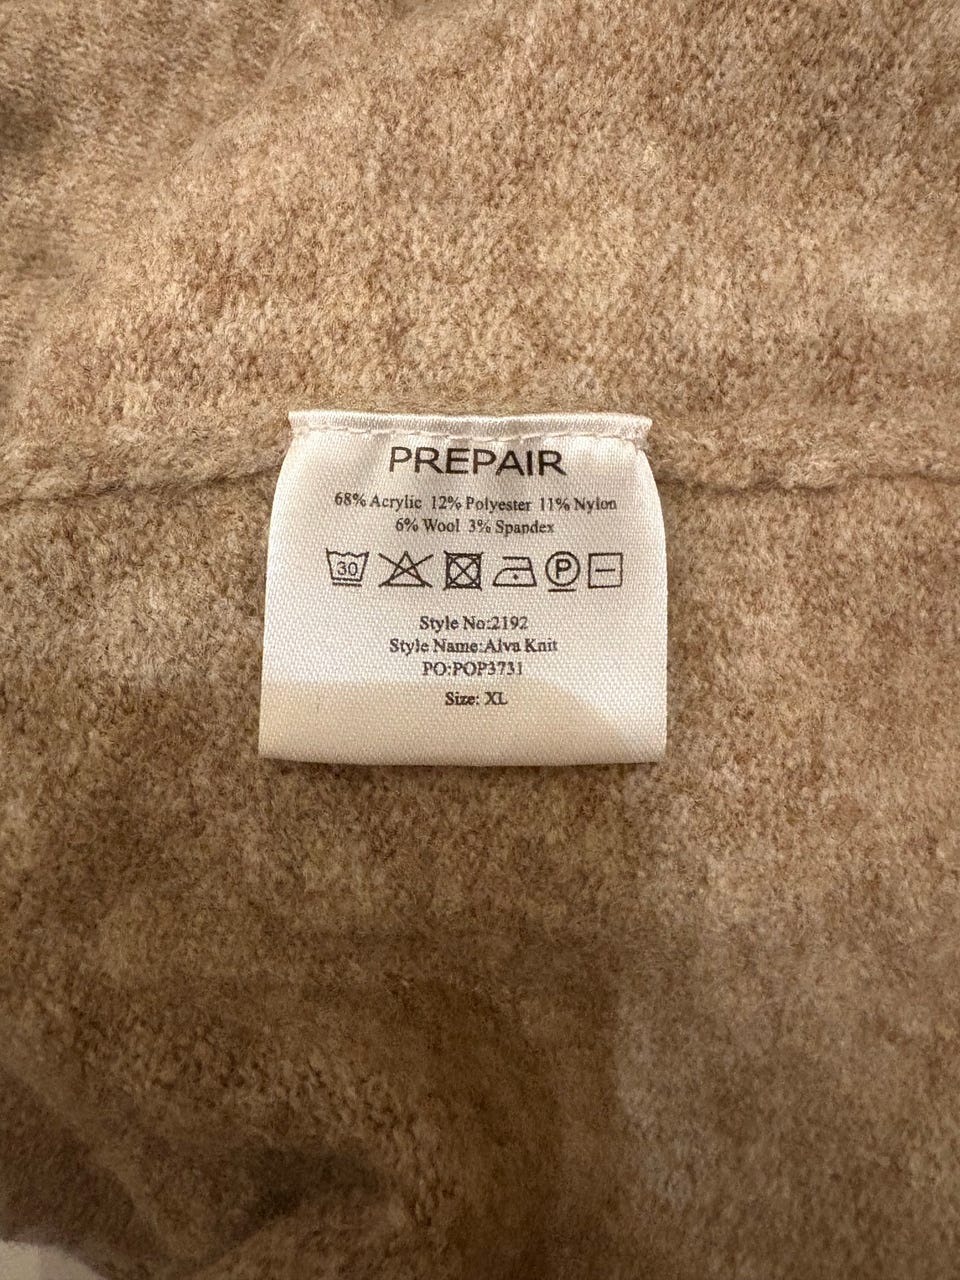 PREPAIR
68% Acrylic 12% Polyester 11% Nylon
6% Wool 3% Spandex
30 P
Style No:2192
Style Name:Alva Knit
PO:POP3731
Size: XL